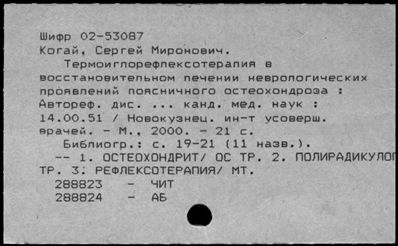 Шифр 02-53087
Когай, Сергей Миронович.
Термоиглорефлексотерапия в
восстановительном печении неврологических
проявлений поясничного остеохондроза :
Автореф. дис. ... канд. мед. наук :
14.00.51 / Новокузнец. ин-т усоверш.
врачей. - М., 2000. - 21 с.
Библиогр.: с. 19-21 (11 назв.).
-- 1. ОСТЕОХОНДРИТ/ ОС ТР. 2. ПОЛИРАДИКУЛОГ
ТР. 3. РЕФЛЕКСОТЕРАПИЯ/ МТ.
288823 - ЧИТ
288824 - АБ